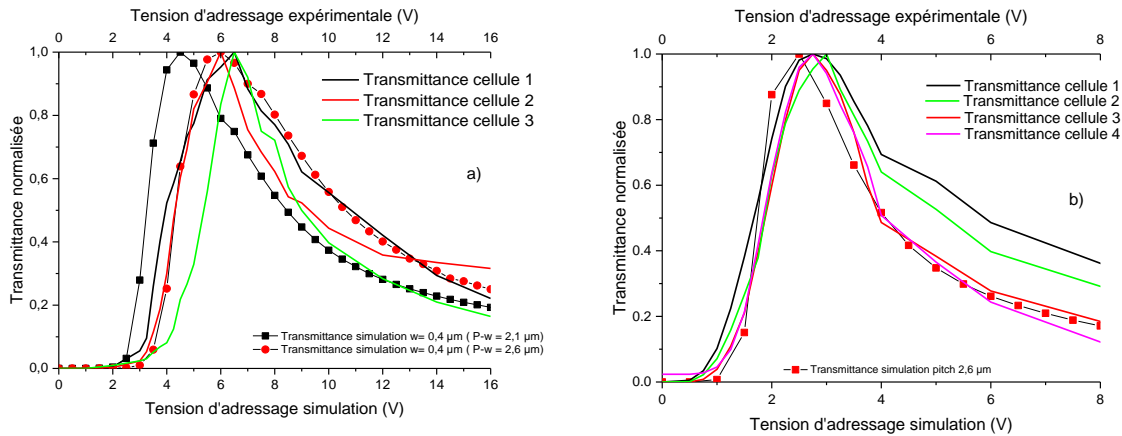 Tension d'adressage expérimentale (V)
0 2 4 6 8 10 12 14 16
1,0
0,8
0,6
0,4
0,2
0,0
Transmittance normalisée
Transmittance cellule 1
Transmittance cellule 2
Transmittance cellule 3
a)
Transmittance simulation w= 0,4 µm ( P-w = 2,1 µm)
Transmittance simulation w= 0,4 µm (P-w = 2,6 µm)
0 2 4 6 8 10 12 14 16
Tension d'adressage simulation (V)
Tension d'adressage expérimentale (V)
0 2 4 6 8
1,0
0,8
0,6
0,4
0,2
0,0
Transmittance normalisée
Transmittance cellule 1
Transmittance cellule 2
Transmittance cellule 3
Transmittance cellule 4
b)
Transmittance simulation pitch 2,6 µm
0 2 4 6 8
Tension d'adressage simulation (V)